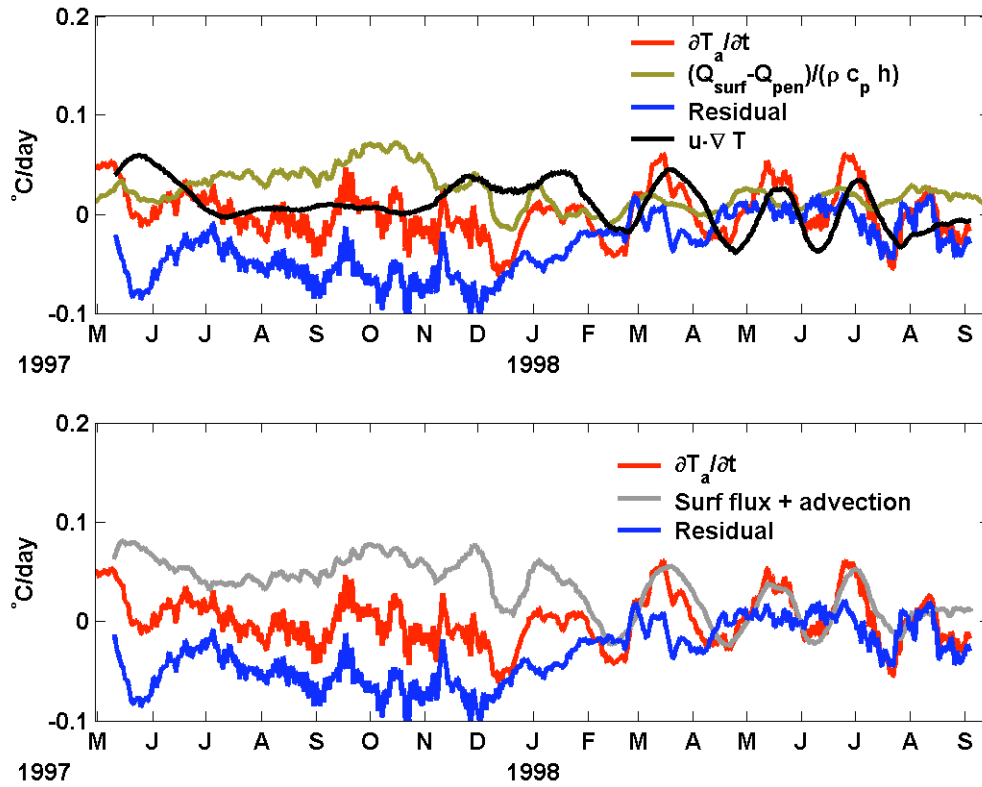 0.2
0.1
0
-0.1
°C/day
∂Ta/∂t
(Qsurf-Qpen)/(ρ cp h)
Residual
u·∇ T
M J J A S O N D J F M A M J J A S
1997 1998
0.2
0.1
0
-0.1
°C/day
∂Ta/∂t
Surf flux + advection
Residual
M J J A S O N D J F M A M J J A S
1997 1998